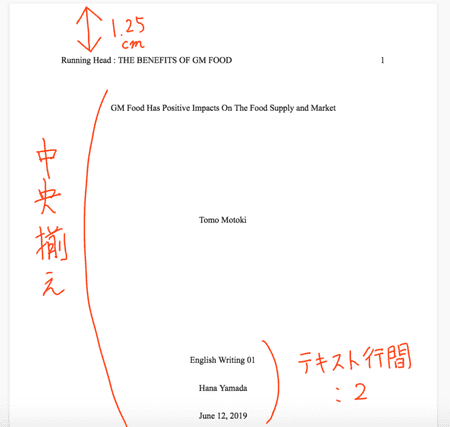 1.25
cm
Running Head : THE BENEFITS OF GM FOOD 1
GM Food Has Positive Impacts On The Food Supply and Market
中央揃え
Tomo Motoki
English Writing 01
テキスト行間
:2
Hana Yamada
June 12, 2019